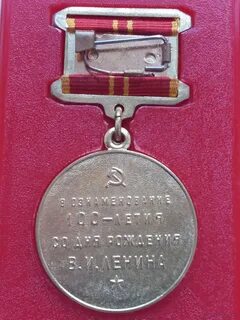 В ОЗНАМЕНОВАНИЕ
100-ЛЕТИЯ
СО ДНЯ РОЖДЕНИЯ
В.И.ЛЕНИНА